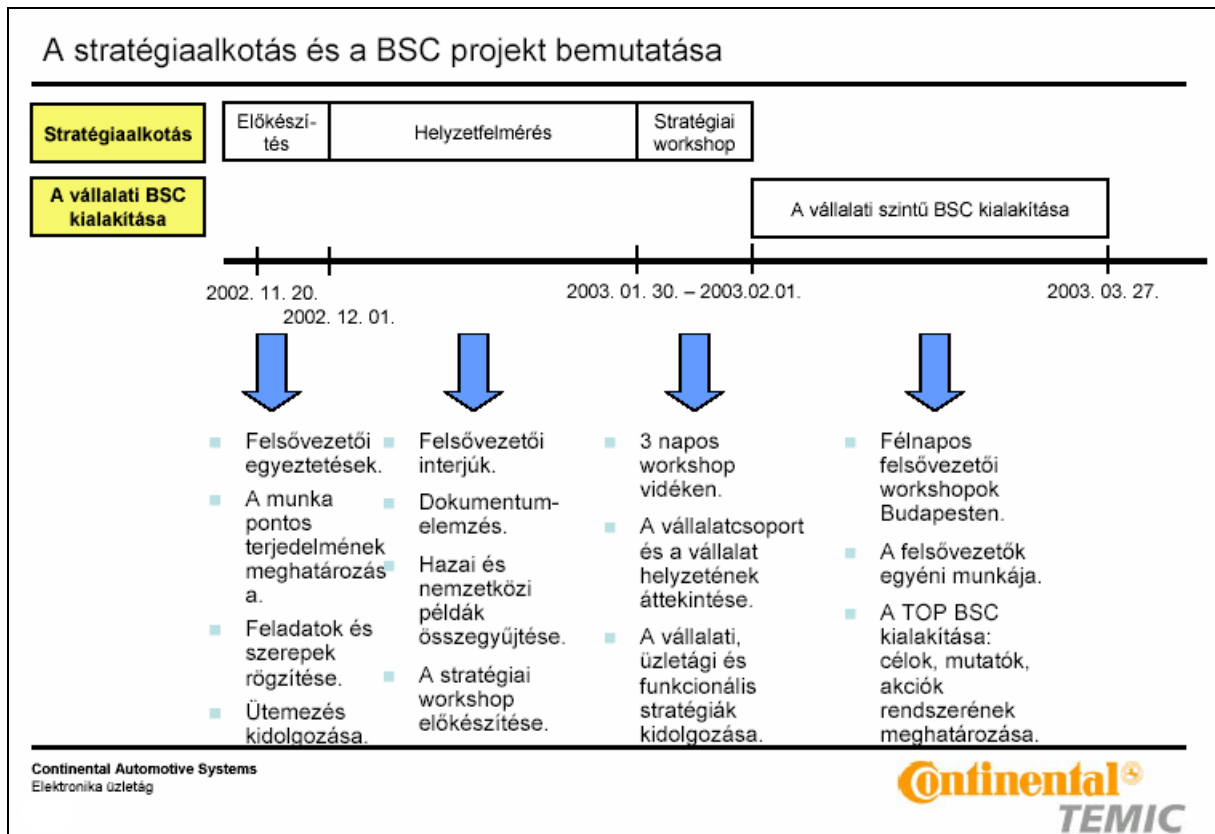 A stratégiaalkotás és a BSC projekt bemutatása
Stratégiaalkotás
Előkészí-
tés
Helyzetfelmérés
Stratégiai
workshop
A vállalati BSC
kialakítása
A vállalati szintű BSC kialakítása
2002. 11. 20.
2002. 12. 01.
2003. 01. 30. – 2003.02.01.
2003. 03. 27.
Felsővezetői
egyeztetések.
A munka
pontos
terjedelmének
meghatározás
a.
Feladatok és
szerepek
rögzítése.
Ütemezés
kidolgozása.
Felsővezetői
interjúk.
Dokumentum-
elemzés.
Hazai és
nemzetközi
példák
összegyűjtése.
A stratégiai
workshop
előkészítése.
3 napos
workshop
vidéken.
A vállalatcsoport
és a vállalat
helyzetének
áttekintése.
A vállalati,
üzletági és
funkcionális
stratégiák
kidolgozása.
Félnapos
felsővezetői
workshopok
Budapesten.
A felsővezetők
egyéni munkája.
A TOP BSC
kialakítása:
célok, mutatók,
akciók
rendszerének
meghatározása.
Continental Automotive Systems
Elektronika üzletág
Continental®
TEMIC